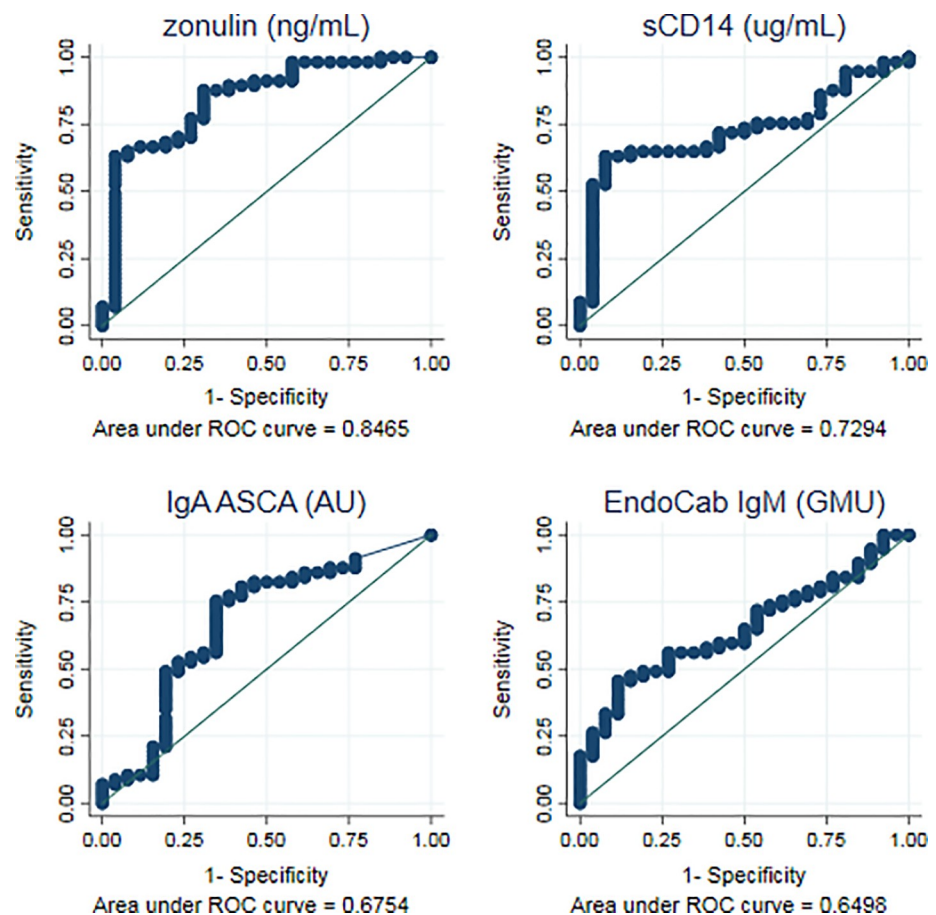 zonulin (ng/mL)
Sensitivity
0.00 0.25 0.50 0.75 1.00
0.00 0.25 0.50 0.75 1.00
1- Specificity
Area under ROC curve = 0.8465
sCD14 (ug/mL)
Sensitivity
0.00 0.25 0.50 0.75 1.00
0.00 0.25 0.50 0.75 1.00
1- Specificity
Area under ROC curve = 0.7294
IgA ASCA (AU)
Sensitivity
0.00 0.25 0.50 0.75 1.00
0.00 0.25 0.50 0.75 1.00
1- Specificity
Area under ROC curve = 0.6754
EndoCab IgM (GMU)
Sensitivity
0.00 0.25 0.50 0.75 1.00
0.00 0.25 0.50 0.75 1.00
1- Specificity
Area under ROC curve = 0.6498